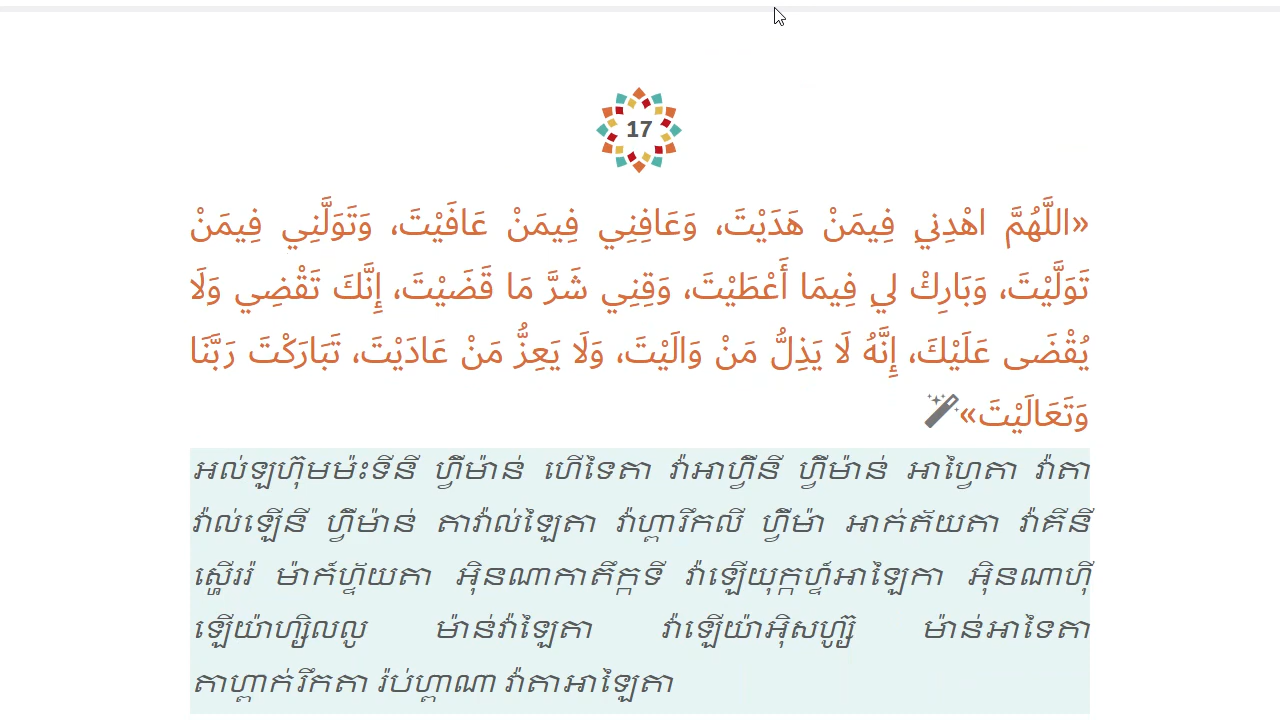 17
«اللَّهُمَّ اهْدِنِي فِيمَنْ هَدَيْتَ، وَعَافِنِي فِيمَنْ عَافَيْتَ، وَتَوَلَّنِي فِيمَنْ
تَوَلَّيْتَ، وَبَارِكْ لِي فِيمَا أَعْطَيْتَ، وَقِنِي شَرَّ مَا قَضَيْتَ، إِنَّكَ تَقْضِي وَلَا
يُقْضَى عَلَيْكَ، إِنَّهُ لَا يَذِلُّ مَنْ وَالَيْتَ، وَلَا يَعِزُّ مَنْ عَادَيْتَ، تَبَارَكْتَ رَبَّنَا
وَتَعَالَيْتَ»
អល់ឡហ៊ុមម៉ះទីនី ហ្វ៊ីម៉ាន់ ហើទៃតា វ៉ាអាហ្វ៊ីនី ហ្វ៊ីម៉ាន់ អាហ្វៃតា វ៉ាតា
វ៉ាល់ឡើនី ហ្វ៊ីម៉ាន់ តាវ៉ាល់ឡៃតា វ៉ាហ្ពារីកលី ហ្វ៊ីម៉ា អាក់ត័យតា វ៉ាគីនី
ស្ហើររ៉ ម៉ាក៍ហ្ទ័យតា អ៊ិនណាកាតឹក្កទី វ៉ាឡើយុក្កហ្ទ៍អាឡៃកា អ៊ិនណាហ៊ី
ឡើយ៉ាហ្ស៊ិលលូ ម៉ាន់វ៉ាឡៃតា វ៉ាឡើយ៉ាអ៊ិសហ្ស៊ូ ម៉ាន់អាទៃតា
តាហ្ពាក់រឹកតា រ៉ប់ហ្ពាណា វ៉ាតាអាឡៃតា